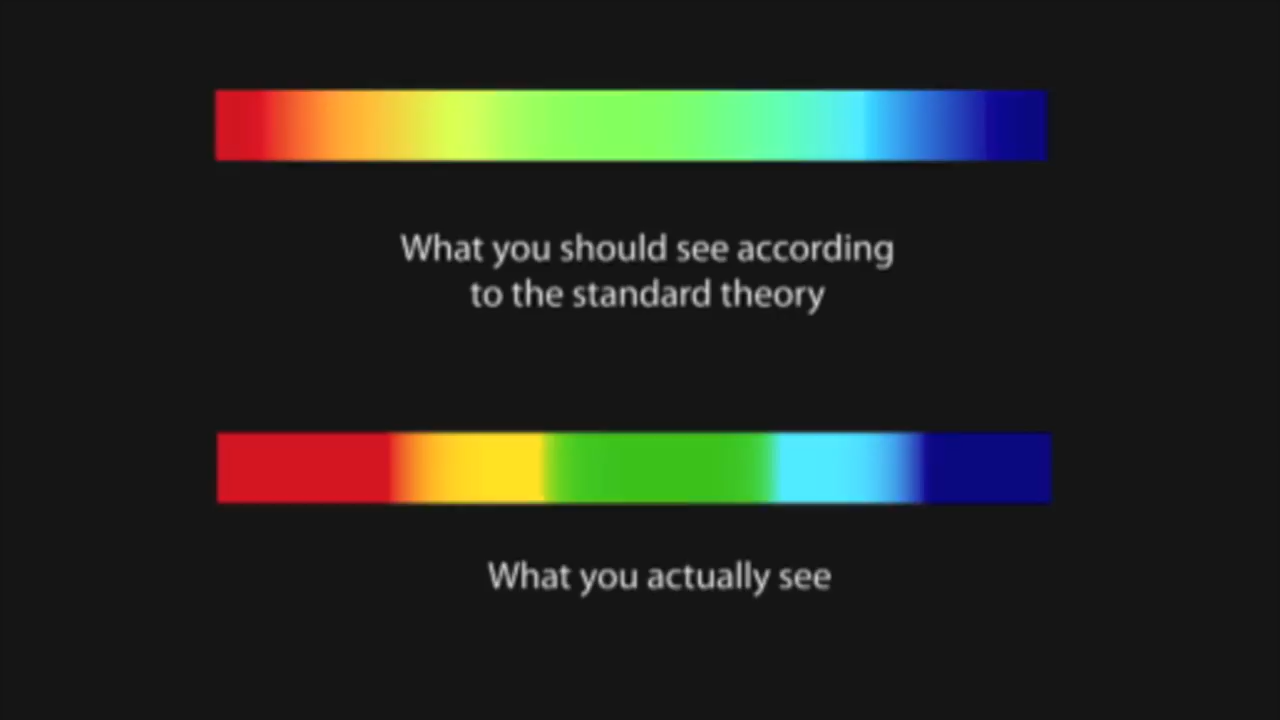 What you should see according
to the standard theory
What you actually see